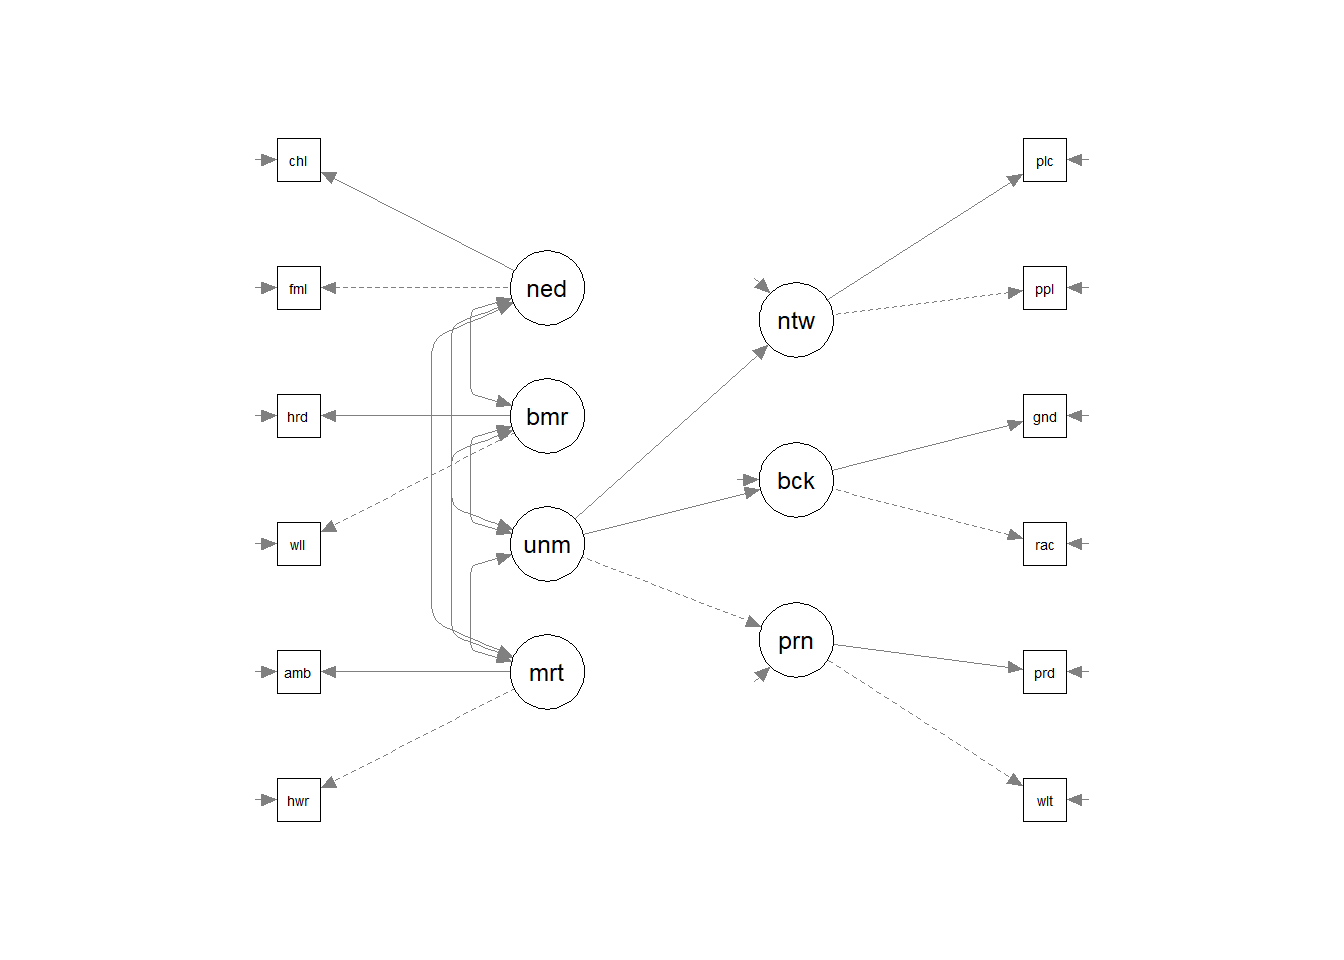 chl
plc
fml
ned
ppl
ntw
hrd
bmr
gnd
bck
wll
unm
rac
prn
amb
mrt
prd
hwr
wlt